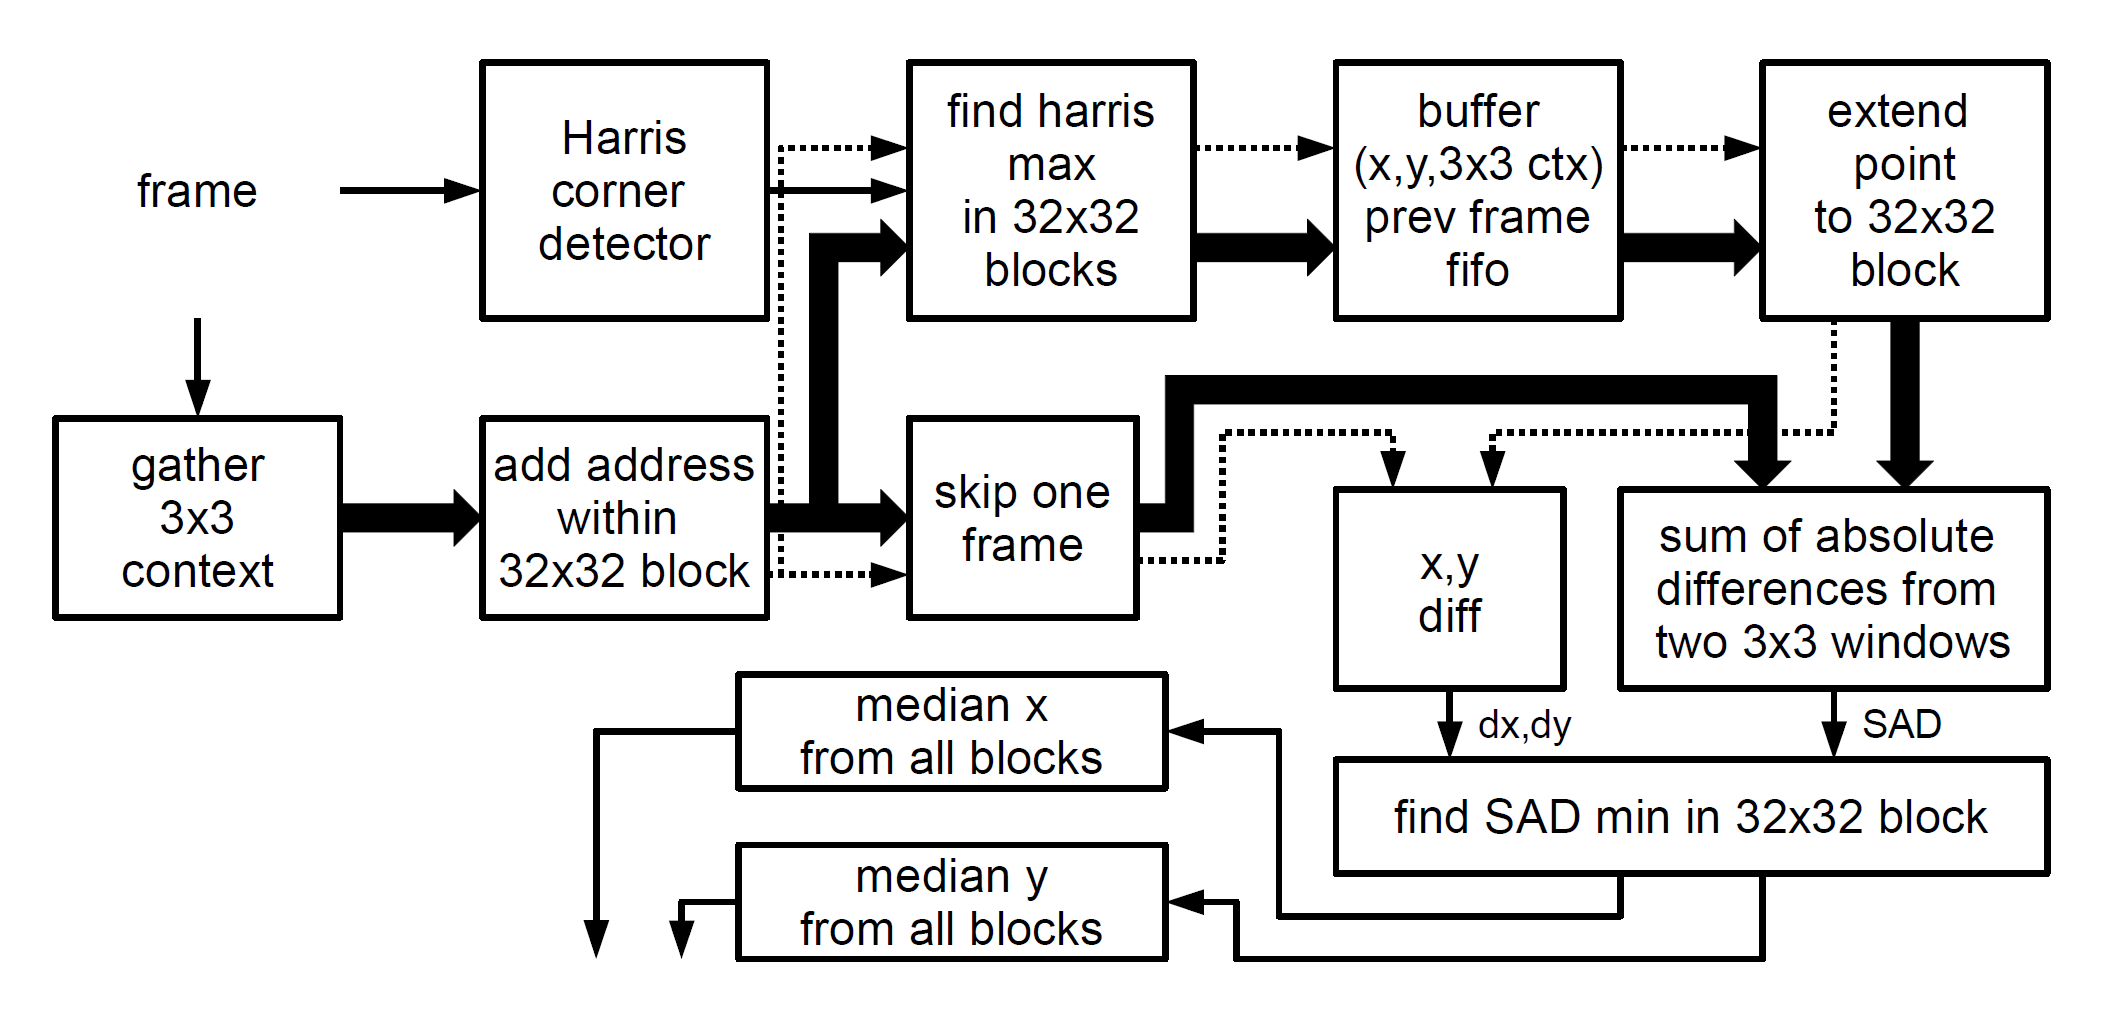 frame
Harris
corner
detector
find harris
max
in 32x32
blocks
buffer
(x,y,3x3 ctx)
prev frame
fifo
extend
point
to 32x32
block
gather
3x3
context
add address
within
32x32 block
skip one
frame
x,y
diff
sum of absolute
differences from
two 3x3 windows
dx,dy
SAD
median x
from all blocks
find SAD min in 32x32 block
median y
from all blocks